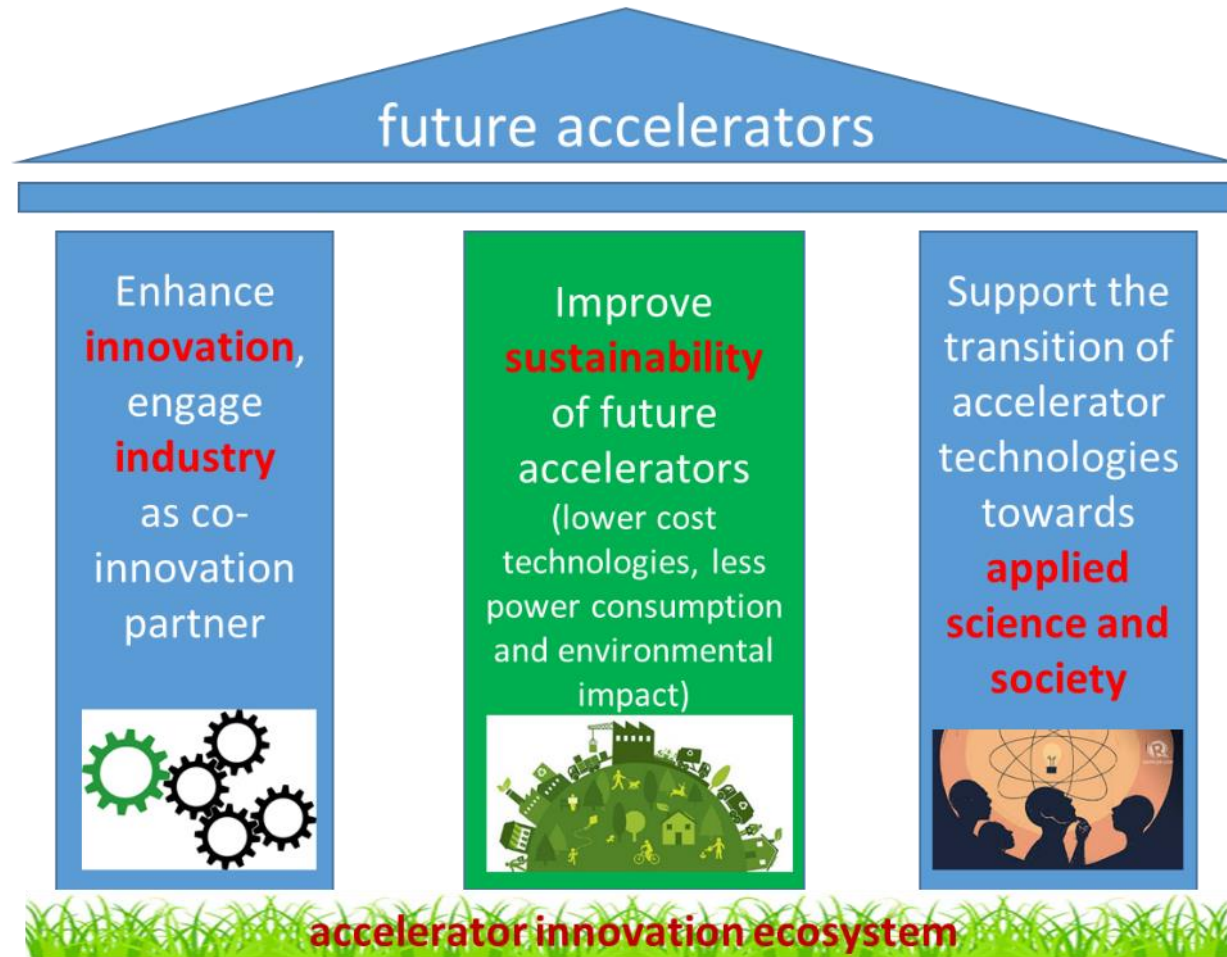 future accelerators
Enhance
innovation,
engage
industry
as co-
innovation
partner
Improve
sustainability
of future
accelerators
(lower cost
technologies, less
power consumption
and environmental
impact)
Support the
transition of
accelerator
technologies
towards
applied
science and
society
accelerator innovation ecosystem